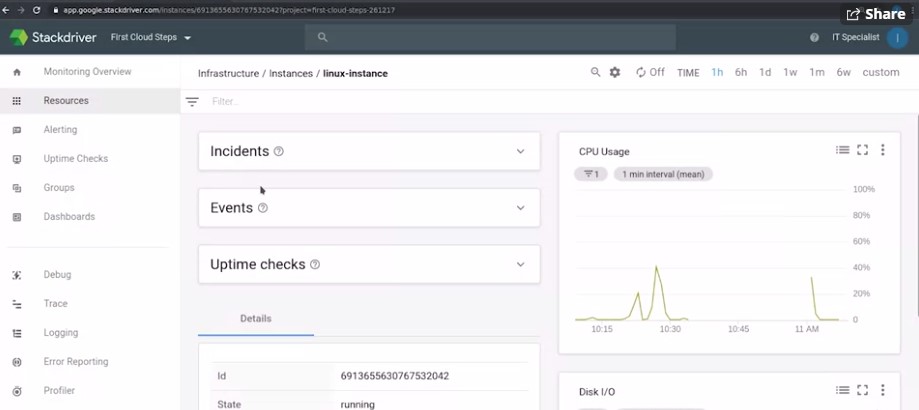 app.google.stackdriver.com/instances/6913655630767532042?project=first-cloud-steps-261217
Share
Stackdriver
First Cloud Steps
IT Specialist
I
Monitoring Overview
Resources
Alerting
Uptime Checks
Groups
Dashboards
Debug
Trace
Logging
Error Reporting
Profiler
Infrastructure / Instances / linux-instance
Off
TIME
1h
6h
1d
1w
1m
6w
custom
Filter...
Incidents
Events
Uptime checks
Details
Id 6913655630767532042
State running
CPU Usage
1
1 min interval (mean)
100%
80%
60%
40%
20%
0
10:15
10:30
10:45
11 AM
Disk I/O